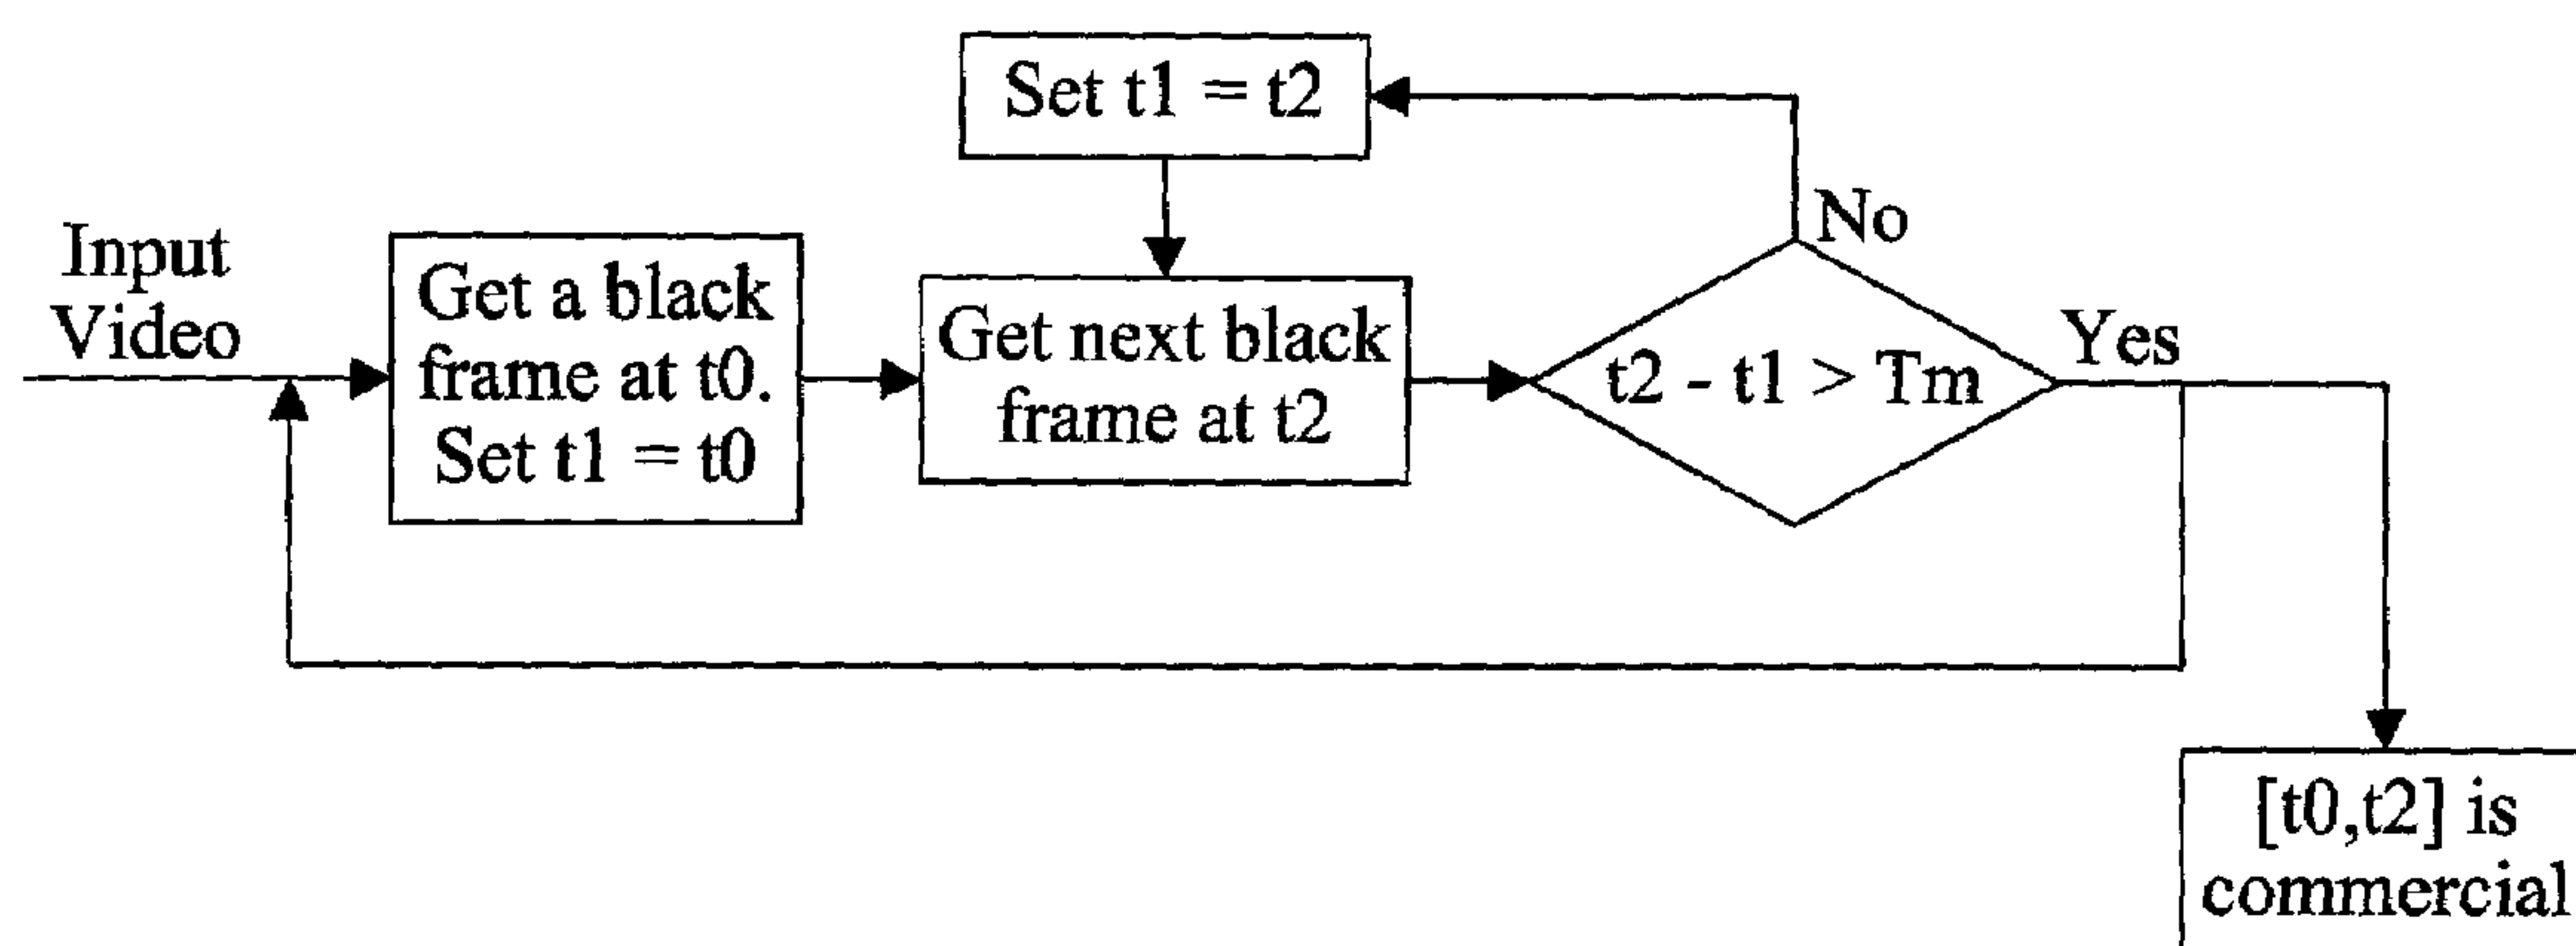 Set t1 = t2
No
Input
Video
Get a black
frame at t0.
Set t1 = t0
Get next black
frame at t2
t2 - t1 > Tm
Yes
[t0,t2] is
commercial